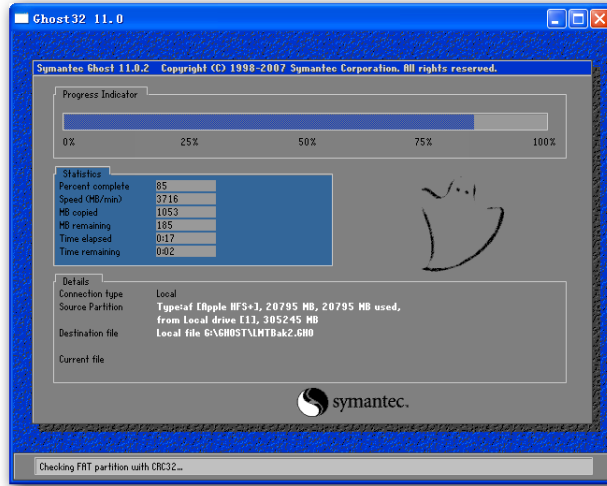 Ghost32 11.0
Symantec Ghost 11.0.2 Copyright (C) 1998-2007 Symantec Corporation. All rights reserved.
Progress Indicator
0% 25% 50% 75% 100%
Statistics
Percent complete 85
Speed (MB/min) 3716
MB copied 1053
MB remaining 185
Time elapsed 0:17
Time remaining 0:02
Details
Connection type Local
Source Partition Type:af [Apple HFS+], 20795 MB, 20795 MB used,
from Local drive [1], 305245 MB
Destination file Local file G:\GHOST\LMTBak2.GHO
Current file
symantec.
Checking FAT partition with CRC32...